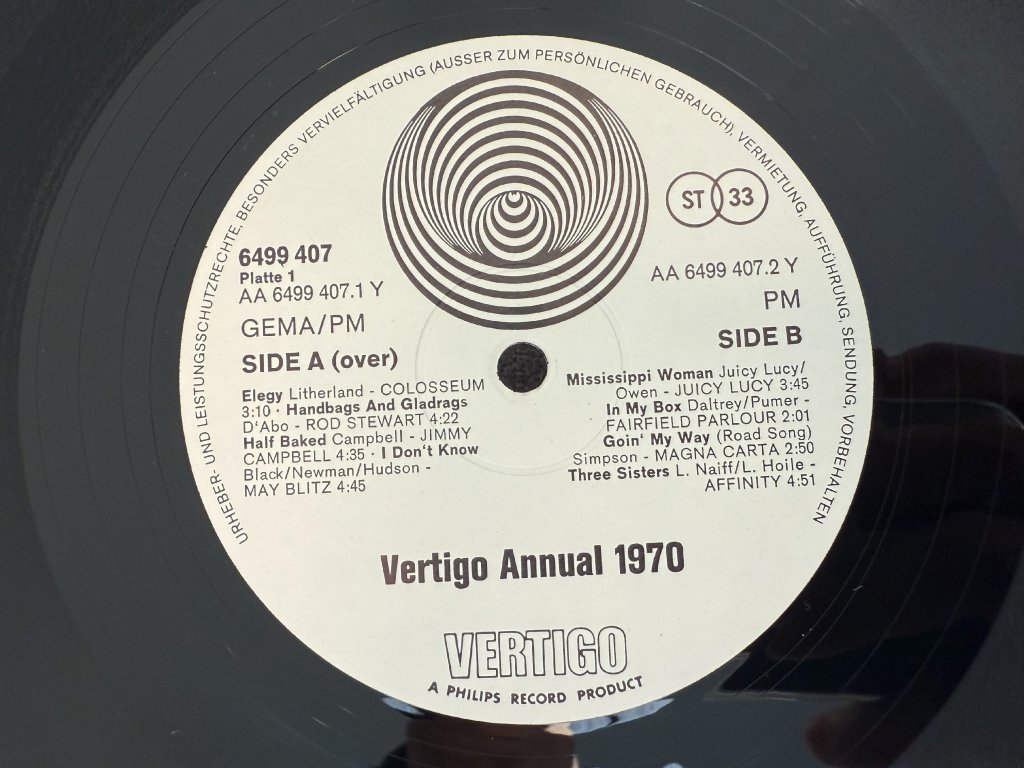 URHEBER- UND LEISTUNGSSCHUTZRECHTE, BESONDERS VERVIELFÄLTIGUNG (AUSSER ZUM PERSÖNLICHEN GEBRAUCH), VERMIETUNG, AUFFÜHRUNG, SENDUNG, VORBEHALTEN
ST 33
6499 407
Platte 1
AA 6499 407.1 Y
GEMA/PM
SIDE A (over)
Elegy Litherland - COLOSSEUM
3:10 · Handbags And Gladrags
D'Abo - ROD STEWART 4:22
Half Baked Campbell - JIMMY
CAMPBELL 4:35 · I Don't Know
Black/Newman/Hudson -
MAY BLITZ 4:45
AA 6499 407.2 Y
PM
SIDE B
Mississippi Woman Juicy Lucy/
Owen - JUICY LUCY 3:45
In My Box Daltrey/Pumer -
FAIRFIELD PARLOUR 2:01
Goin' My Way (Road Song)
Simpson - MAGNA CARTA 2:50
Three Sisters L. Naiff/L. Hoile -
AFFINITY 4:51
Vertigo Annual 1970
VERTIGO
A PHILIPS RECORD PRODUCT